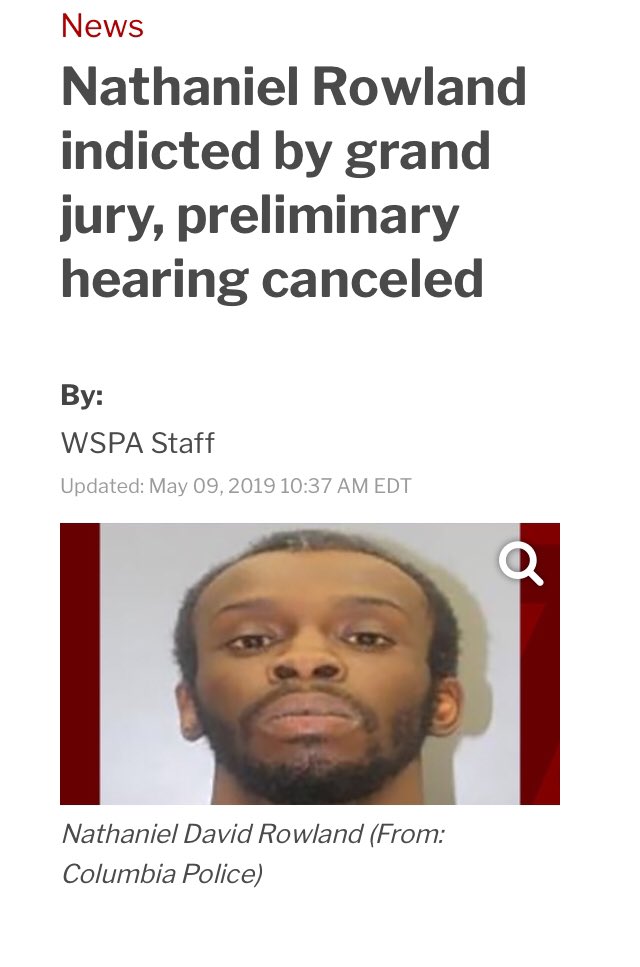 News
Nathaniel Rowland
indicted by grand
jury, preliminary
hearing canceled
By:
WSPA Staff
Updated: May 09, 2019 10:37 AM EDT
Nathaniel David Rowland (From:
Columbia Police)